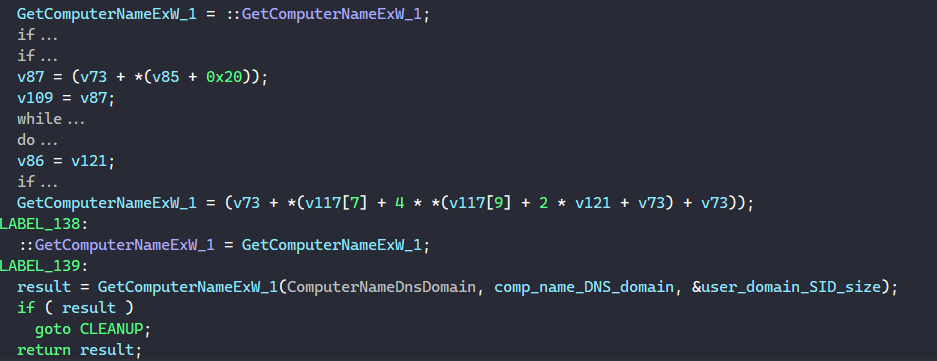 GetComputerNameExW_1 = ::GetComputerNameExW_1;
if...
if...
v87 = (v73 + *(v85 + 0x20));
v109 = v87;
while...
do...
v86 = v121;
if...
GetComputerNameExW_1 = (v73 + *(v117[7] + 4 * *(v117[9] + 2 * v121 + v73) + v73));
LABEL_138:
::GetComputerNameExW_1 = GetComputerNameExW_1;
LABEL_139:
result = GetComputerNameExW_1(ComputerNameDnsDomain, comp_name_DNS_domain, &user_domain_SID_size);
if ( result )
goto CLEANUP;
return result;